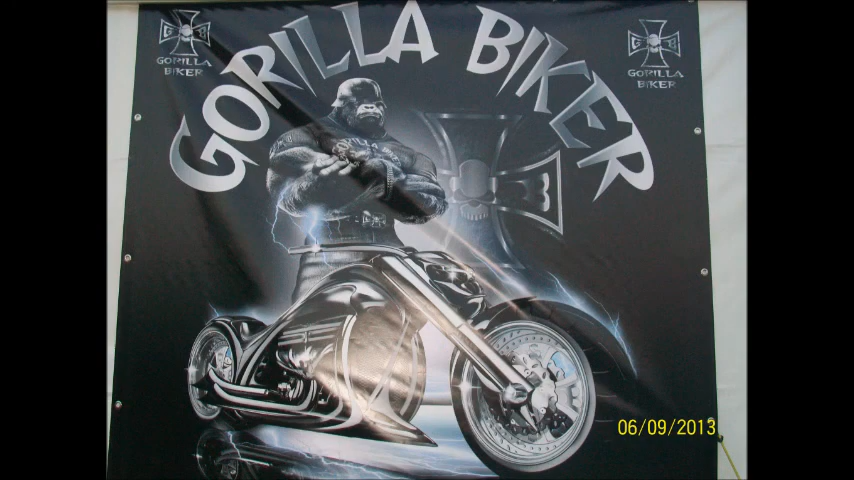 GORILLA BIKER
GORILLA
BIKER
GORILLA
BIKER
06/09/2013